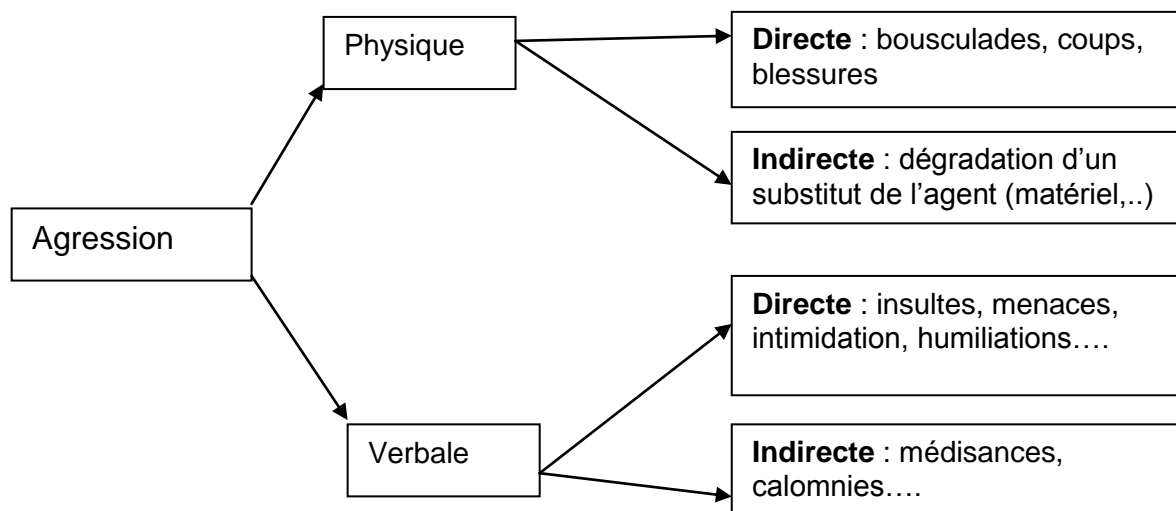 Physique
Directe : bousculades, coups,
blessures
Indirecte : dégradation d’un
substitut de l’agent (matériel,..)
Agression
Directe : insultes, menaces,
intimidation, humiliations….
Verbale
Indirecte : médisances,
calomnies….